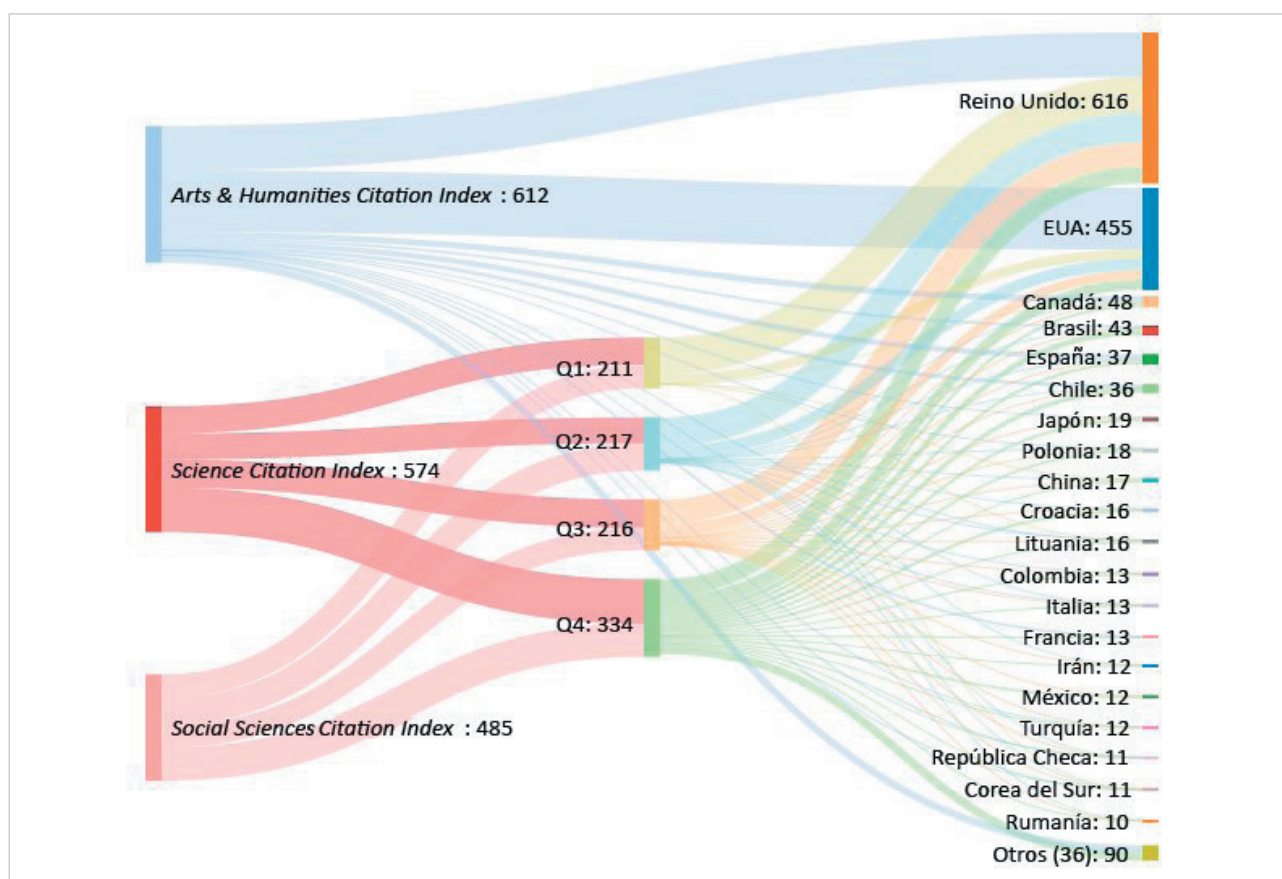 Arts & Humanities Citation Index : 612
Science Citation Index : 574
Social Sciences Citation Index : 485
Q1: 211
Q2: 217
Q3: 216
Q4: 334
Reino Unido: 616
EUA: 455
Canadá: 48
Brasil: 43
España: 37
Chile: 36
Japón: 19
Polonia: 18
China: 17
Croacia: 16
Lituania: 16
Colombia: 13
Italia: 13
Francia: 13
Irán: 12
México: 12
Turquía: 12
República Checa: 11
Corea del Sur: 11
Rumanía: 10
Otros (36): 90